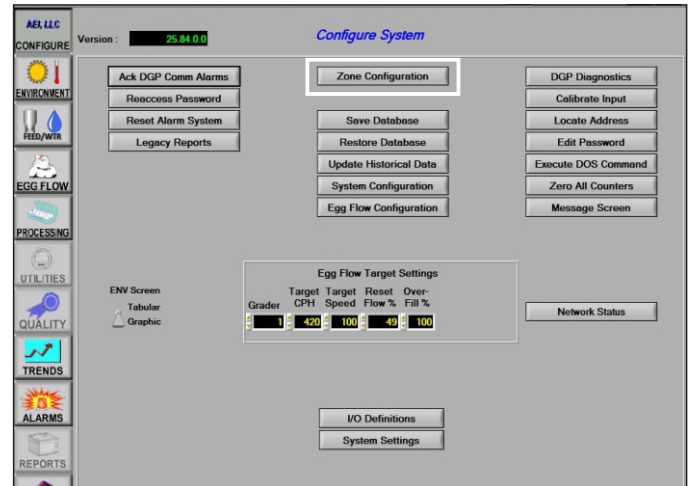 AEI, LLC
CONFIGURE
Version : 25.84.0.0
Configure System
ENVIRONMENT
FEED/WTR
EGG FLOW
PROCESSING
UTILITIES
QUALITY
TRENDS
ALARMS
REPORTS
Ack DGP Comm Alarms
Reaccess Password
Reset Alarm System
Legacy Reports
Zone Configuration
Save Database
Restore Database
Update Historical Data
System Configuration
Egg Flow Configuration
DGP Diagnostics
Calibrate Input
Locate Address
Edit Password
Execute DOS Command
Zero All Counters
Message Screen
ENV Screen
Tabular
Graphic
Egg Flow Target Settings
Target Target Reset Over-
Grader CPH Speed Flow % Fill %
1 420 100 49 100
Network Status
I/O Definitions
System Settings